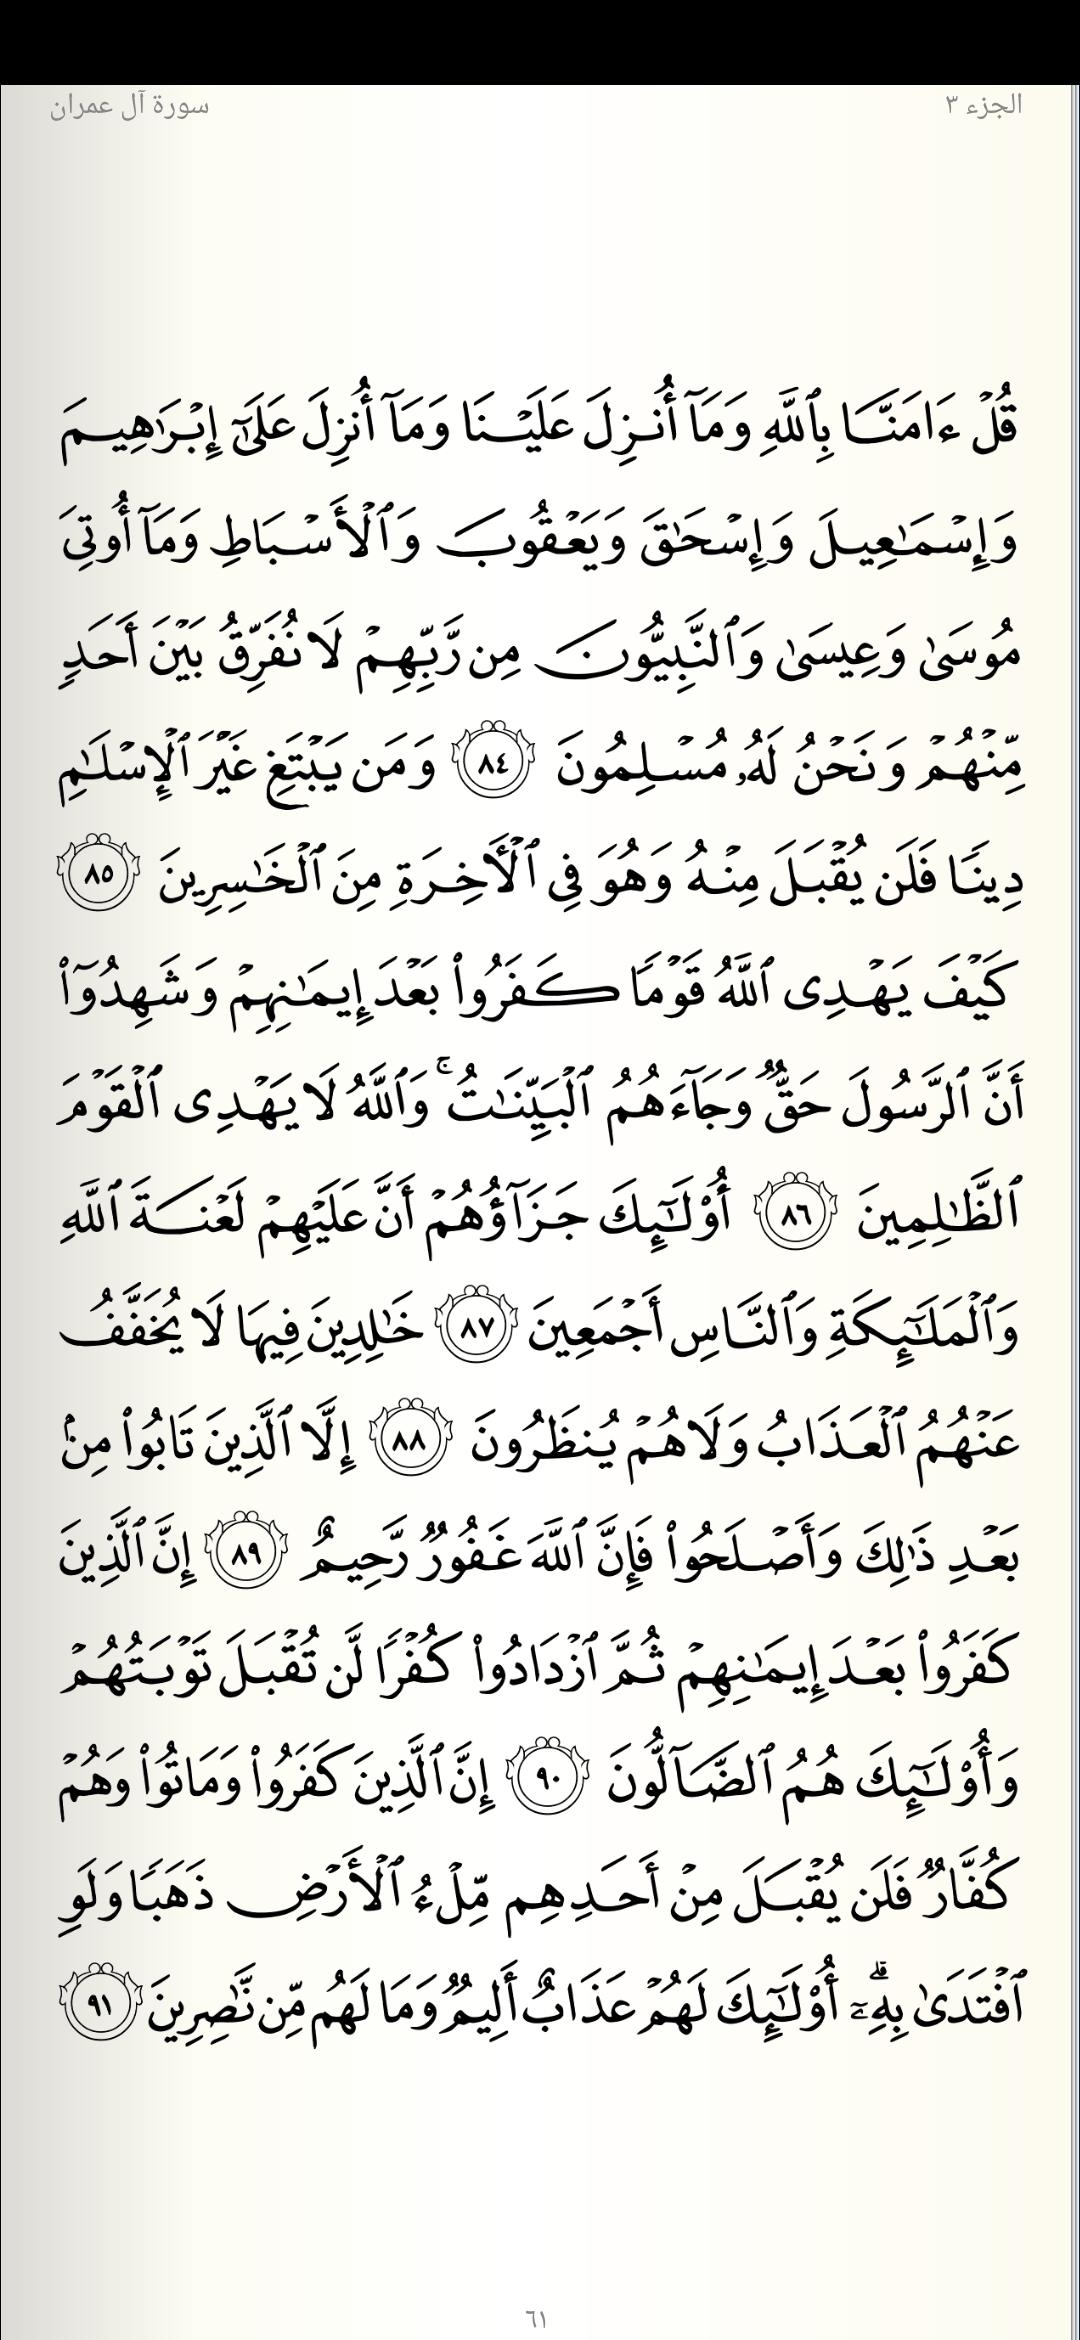 الجزء ٣
سورة آل عمران
قُلْ ءَامَنَّا بِٱللَّهِ وَمَآ أُنزِلَ عَلَيْنَا وَمَآ أُنزِلَ عَلَىٰٓ إِبْرَٰهِيمَ
وَإِسْمَٰعِيلَ وَإِسْحَٰقَ وَيَعْقُوبَ وَٱلْأَسْبَاطِ وَمَآ أُوتِىَ
مُوسَىٰ وَعِيسَىٰ وَٱلنَّبِيُّونَ مِن رَّبِّهِمْ لَا نُفَرِّقُ بَيْنَ أَحَدٍ
مِّنْهُمْ وَنَحْنُ لَهُۥ مُسْلِمُونَ ٨٤ وَمَن يَبْتَغِ غَيْرَ ٱلْإِسْلَٰمِ
دِينًا فَلَن يُقْبَلَ مِنْهُ وَهُوَ فِى ٱلْأَخِرَةِ مِنَ ٱلْخَٰسِرِينَ ٨٥
كَيْفَ يَهْدِى ٱللَّهُ قَوْمًا كَفَرُوا۟ بَعْدَ إِيمَٰنِهِمْ وَشَهِدُوٓا۟
أَنَّ ٱلرَّسُولَ حَقٌّ وَجَآءَهُمُ ٱلْبَيِّنَٰتُ ۚ وَٱللَّهُ لَا يَهْدِى ٱلْقَوْمَ
ٱلظَّٰلِمِينَ ٨٦ أُو۟لَٰٓئِكَ جَزَآؤُهُمْ أَنَّ عَلَيْهِمْ لَعْنَةَ ٱللَّهِ
وَٱلْمَلَٰٓئِكَةِ وَٱلنَّاسِ أَجْمَعِينَ ٨٧ خَٰلِدِينَ فِيهَا لَا يُخَفَّفُ
عَنْهُمُ ٱلْعَذَابُ وَلَا هُمْ يُنظَرُونَ ٨٨ إِلَّا ٱلَّذِينَ تَابُوا۟ مِنۢ
بَعْدِ ذَٰلِكَ وَأَصْلَحُوا۟ فَإِنَّ ٱللَّهَ غَفُورٌ رَّحِيمٌ ٨٩ إِنَّ ٱلَّذِينَ
كَفَرُوا۟ بَعْدَ إِيمَٰنِهِمْ ثُمَّ ٱزْدَادُوا۟ كُفْرًا لَّن تُقْبَلَ تَوْبَتُهُمْ
وَأُو۟لَٰٓئِكَ هُمُ ٱلضَّآلُّونَ ٩٠ إِنَّ ٱلَّذِينَ كَفَرُوا۟ وَمَاتُوا۟ وَهُمْ
كُفَّارٌ فَلَن يُقْبَلَ مِنْ أَحَدِهِم مِّلْءُ ٱلْأَرْضِ ذَهَبًا وَلَوِ
ٱفْتَدَىٰ بِهِۦٓ ۗ أُو۟لَٰٓئِكَ لَهُمْ عَذَابٌ أَلِيمٌ وَمَا لَهُم مِّن نَّٰصِرِينَ ٩١
٦١